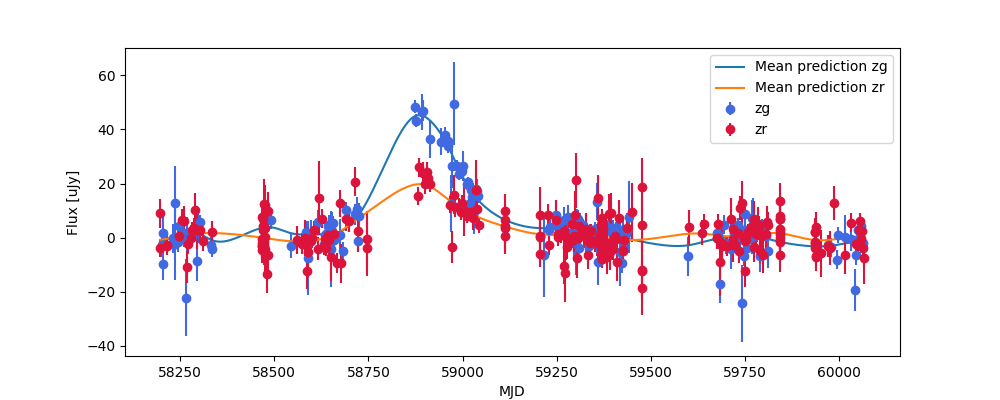 Flux [uJy]
60
40
20
0
−20
−40
58250
58500
58750
59000
59250
59500
59750
60000
MJD
Mean prediction zg
Mean prediction zr
zg
zr